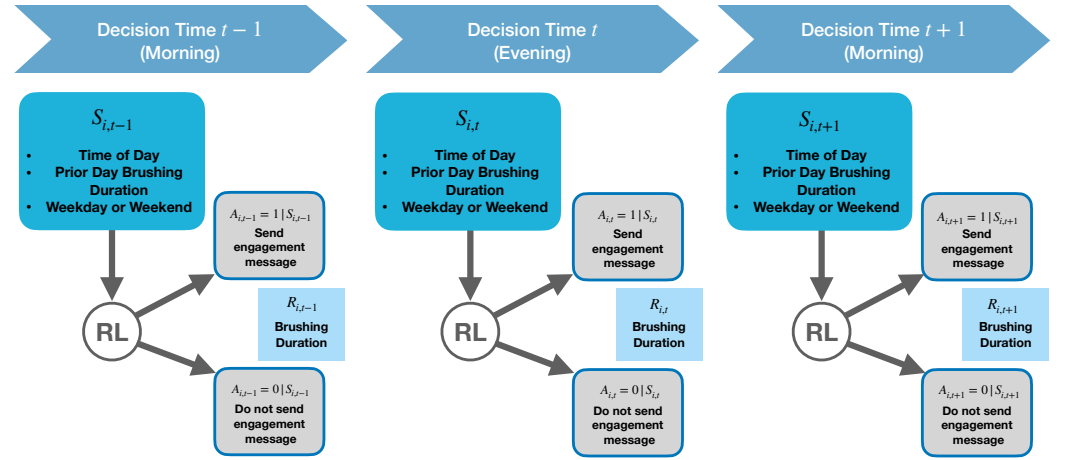 Decision Time t − 1
(Morning)
Decision Time t
(Evening)
Decision Time t + 1
(Morning)
S_{i,t−1}
• Time of Day
• Prior Day Brushing
Duration
• Weekday or Weekend
A_{i,t−1} = 1 | S_{i,t−1}
Send
engagement
message
RL
R_{i,t−1}
Brushing
Duration
A_{i,t−1} = 0 | S_{i,t−1}
Do not send
engagement
message
S_{i,t}
• Time of Day
• Prior Day Brushing
Duration
• Weekday or Weekend
A_{i,t} = 1 | S_{i,t}
Send
engagement
message
RL
R_{i,t}
Brushing
Duration
A_{i,t} = 0 | S_{i,t}
Do not send
engagement
message
S_{i,t+1}
• Time of Day
• Prior Day Brushing
Duration
• Weekday or Weekend
A_{i,t+1} = 1 | S_{i,t+1}
Send
engagement
message
RL
R_{i,t+1}
Brushing
Duration
A_{i,t+1} = 0 | S_{i,t+1}
Do not send
engagement
message